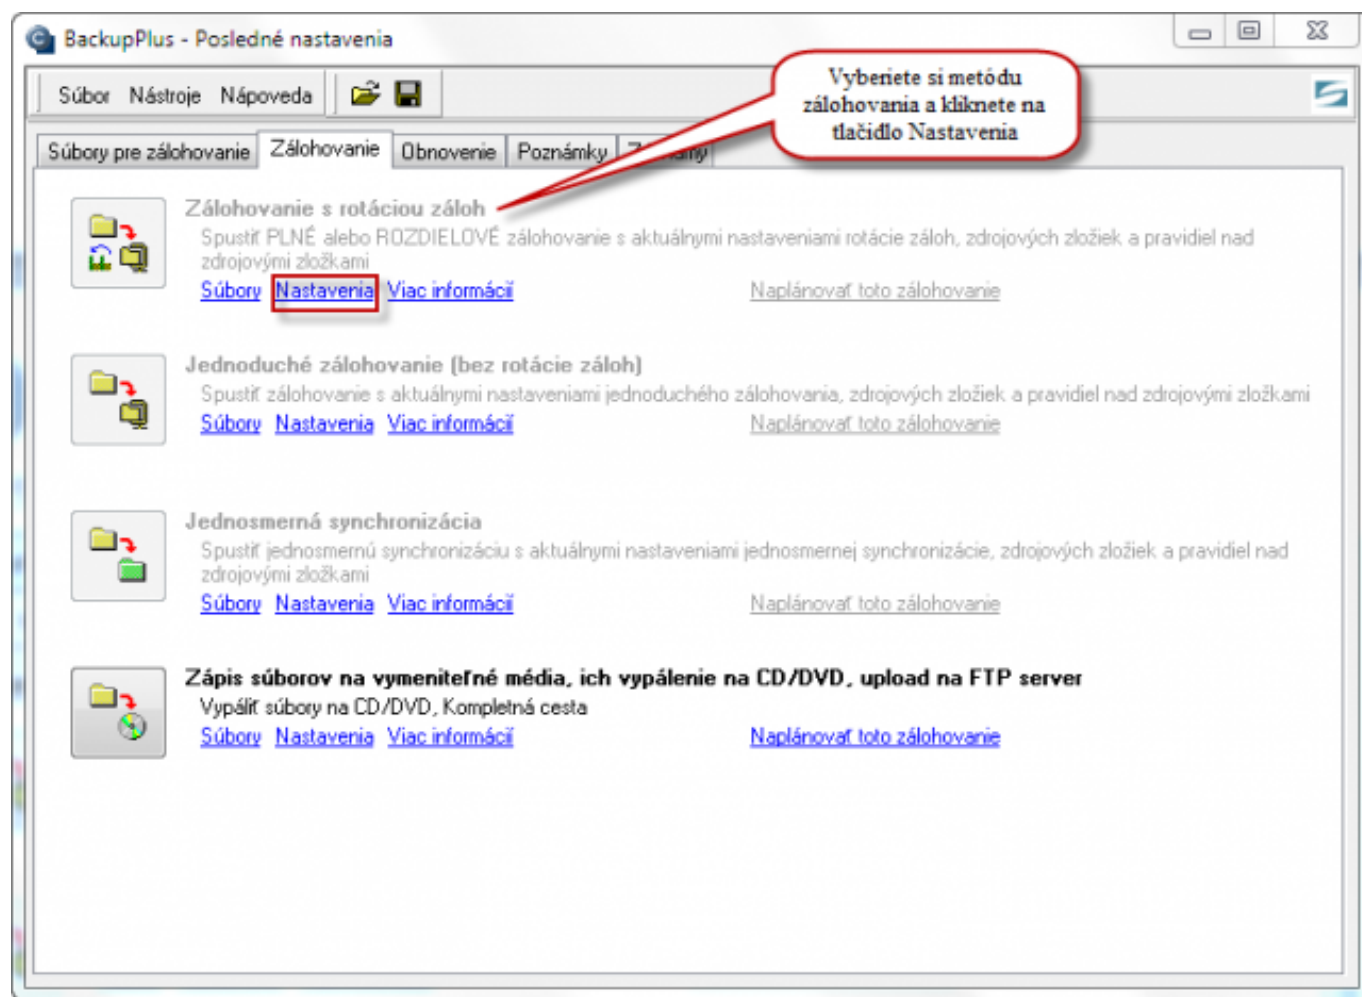 BackupPlus - Posledné nastavenia
Súbor Nástroje Nápoveda
Vyberiete si metódu
zálohovania a kliknete na
tlačidlo Nastavenia
Súbory pre zálohovanie Zálohovanie Obnovenie Poznámky
Zálohovanie s rotáciou záloh
Spustiť PLNÉ alebo ROZDIELOVÉ zálohovanie s aktuálnymi nastaveniami rotácie záloh, zdrojových zložiek a pravidiel nad
zdrojovými zložkami
Súbory Nastavenia Viac informácií Naplánovať toto zálohovanie
Jednoduché zálohovanie (bez rotácie záloh)
Spustiť zálohovanie s aktuálnymi nastaveniami jednoduchého zálohovania, zdrojových zložiek a pravidiel nad zdrojovými zložkami
Súbory Nastavenia Viac informácií Naplánovať toto zálohovanie
Jednosmerná synchronizácia
Spustiť jednosmernú synchronizáciu s aktuálnymi nastaveniami jednosmernej synchronizácie, zdrojových zložiek a pravidiel nad
zdrojovými zložkami
Súbory Nastavenia Viac informácií Naplánovať toto zálohovanie
Zápis súborov na vymeniteľné média, ich vypálenie na CD/DVD, upload na FTP server
Vypáliť súbory na CD/DVD, Kompletná cesta
Súbory Nastavenia Viac informácií Naplánovať toto zálohovanie